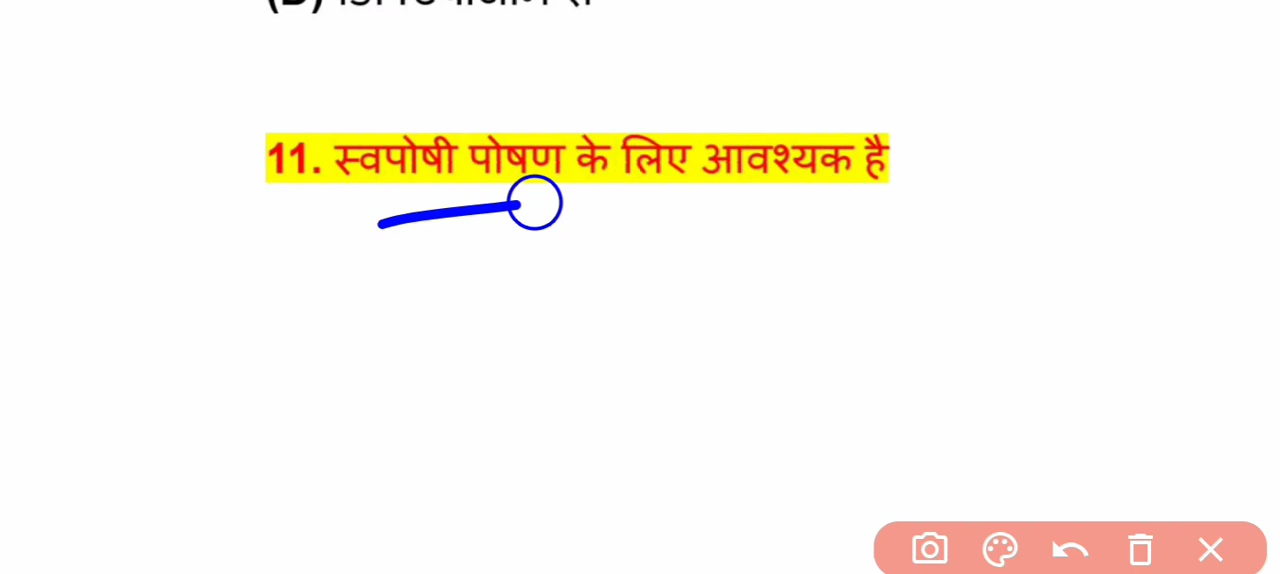 (D)
11. स्वपोषी पोषण के लिए आवश्यक है